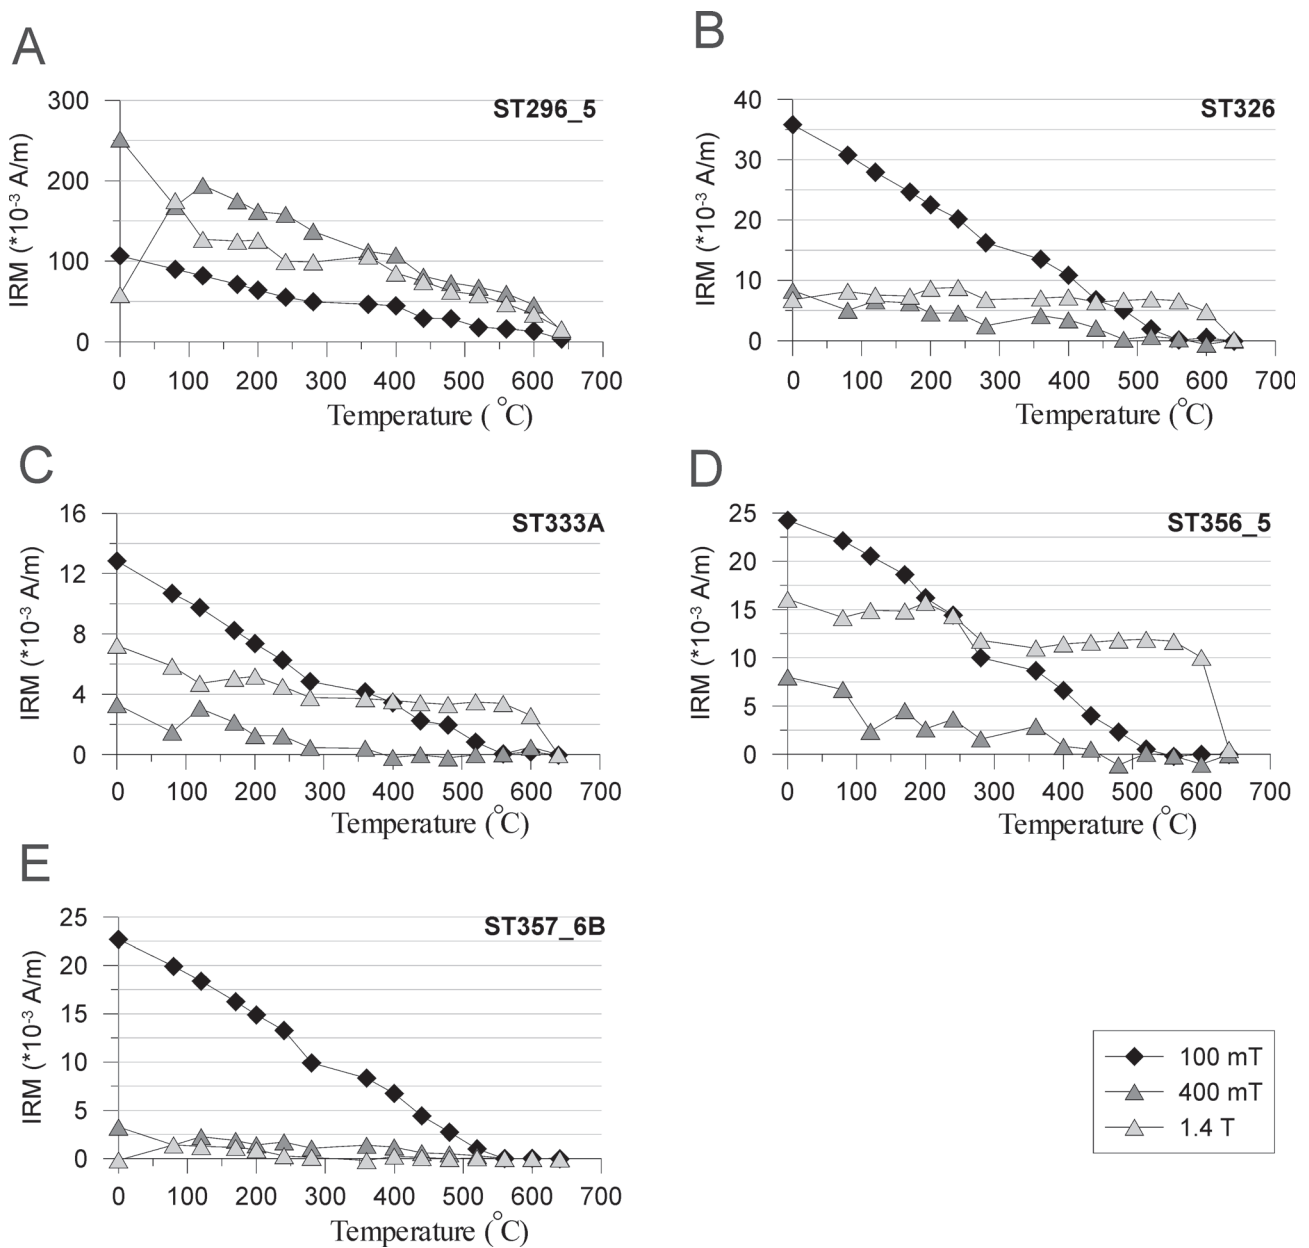 A
ST296_5
300
200
100
0
IRM (*10⁻³ A/m)
0 100 200 300 400 500 600 700
Temperature (°C)
B
ST326
40
30
20
10
0
IRM (*10⁻³ A/m)
0 100 200 300 400 500 600 700
Temperature (°C)
C
ST333A
16
12
8
4
0
IRM (*10⁻³ A/m)
0 100 200 300 400 500 600 700
Temperature (°C)
D
ST356_5
25
20
15
10
5
0
IRM (*10⁻³ A/m)
0 100 200 300 400 500 600 700
Temperature (°C)
E
ST357_6B
25
20
15
10
5
0
IRM (*10⁻³ A/m)
0 100 200 300 400 500 600 700
Temperature (°C)
100 mT
400 mT
1.4 T